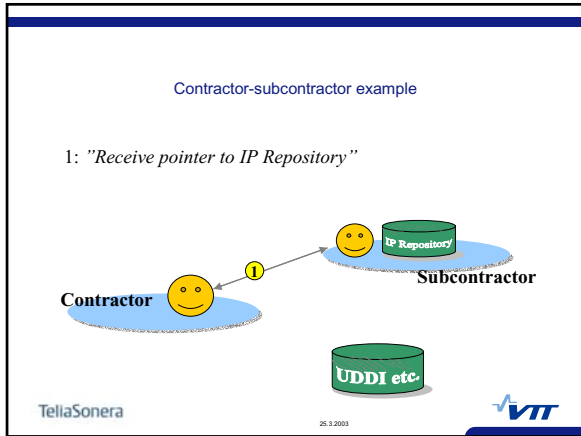 Contractor-subcontractor example
1: ”Receive pointer to IP Repository”
IP Repository
1
Subcontractor
Contractor
UDDI etc.
TeliaSonera
25.3.2003
VTT